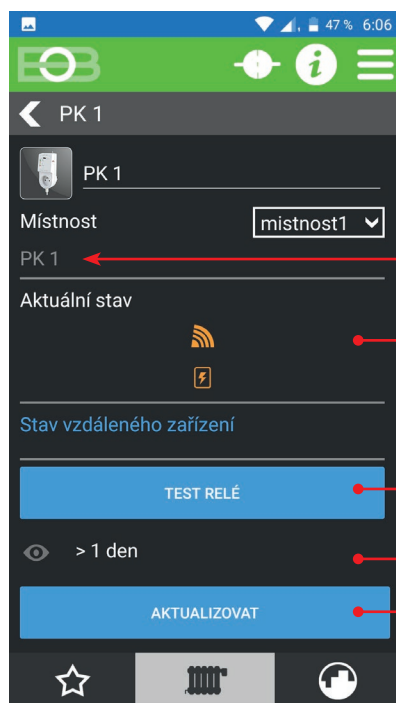 47 % 6:06
EOB
PK 1
PK 1
Místnost mistnost1
PK 1
Aktuální stav
Stav vzdáleného zařízení
TEST RELÉ
> 1 den
AKTUALIZOVAT